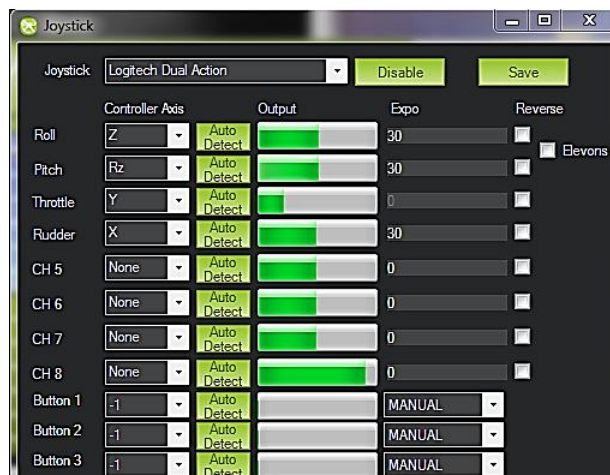 Joystick
Joystick Logitech Dual Action Disable Save
Controller Axis Output Expo Reverse
Roll Z Auto Detect 30
Elevons
Pitch Rz Auto Detect 30
Throttle Y Auto Detect 0
Rudder X Auto Detect 30
CH 5 None Auto Detect 0
CH 6 None Auto Detect 0
CH 7 None Auto Detect 0
CH 8 None Auto Detect 0
Button 1 -1 Auto Detect MANUAL
Button 2 -1 Auto Detect MANUAL
Button 3 -1 Auto Detect MANUAL